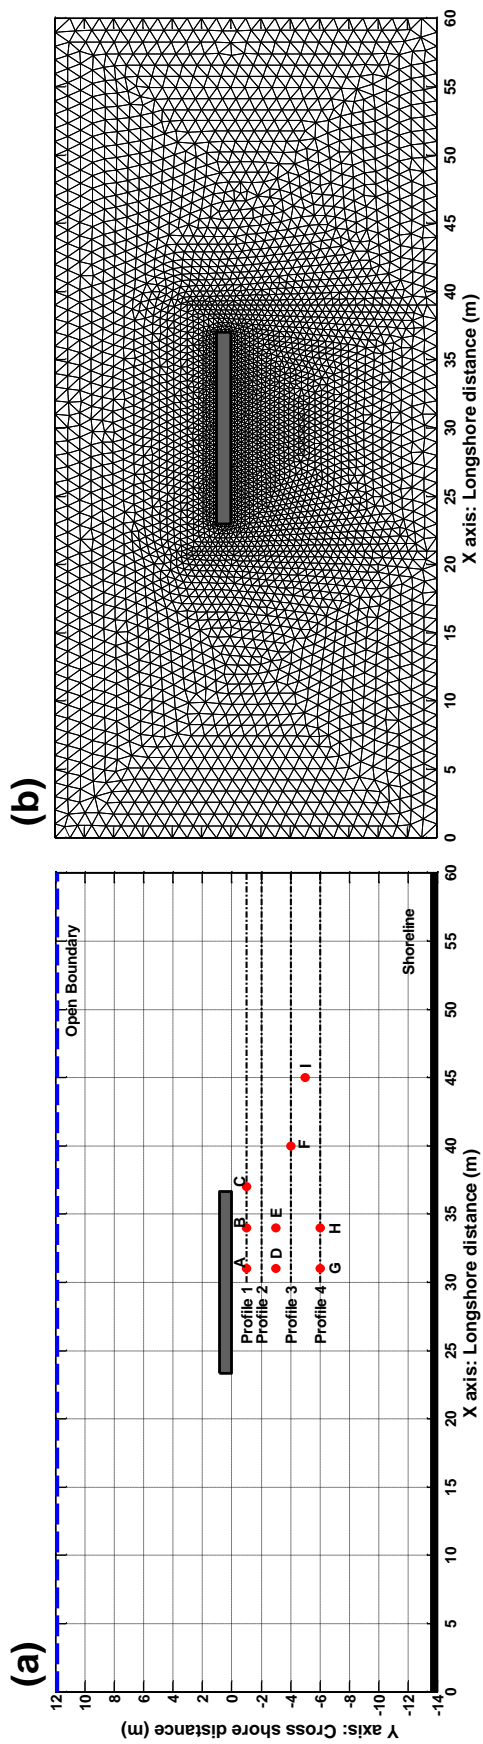 (a)
12
10
8
6
4
2
0
-2
-4
-6
-8
-10
-12
-14
Y axis: Cross shore distance (m)
Open Boundary
A
B
C
D
E
F
G
H
I
Profile 1
Profile 2
Profile 3
Profile 4
Shoreline
0 5 10 15 20 25 30 35 40 45 50 55 60
X axis: Longshore distance (m)
(b)
0 5 10 15 20 25 30 35 40 45 50 55 60
X axis: Longshore distance (m)